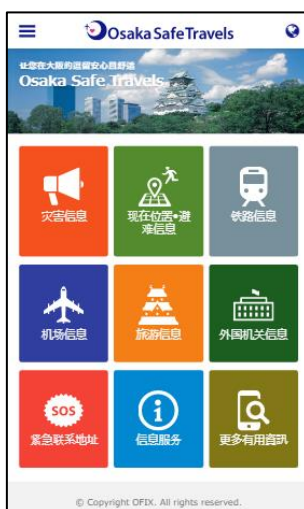 Osaka Safe Travels
让您在大阪的逗留安心且舒适
Osaka Safe Travels
灾害信息
现在位置•避
难信息
铁路信息
机场信息
旅游信息
外国机关信息
SOS
紧急联系地址
信息服务
更多有用資訊
© Copyright OFIX. All rights reserved.